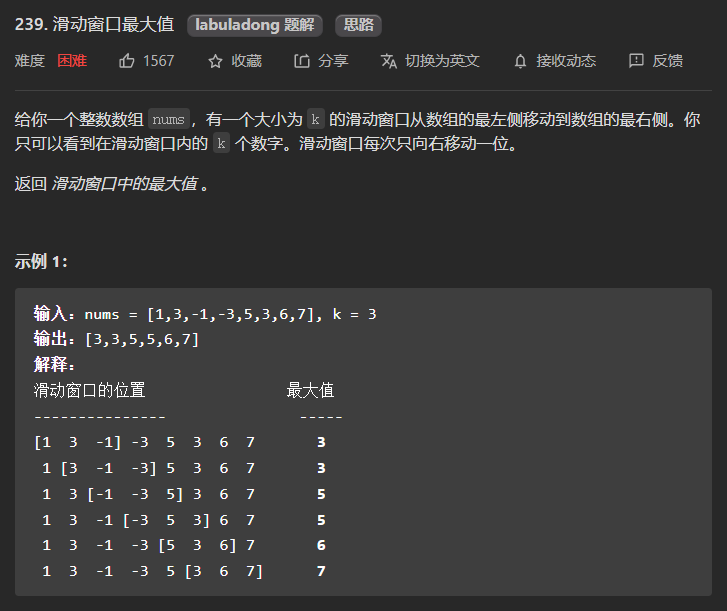 239. 滑动窗口最大值 labuladong 题解 思路
难度 困难 1567 收藏 分享 切换为英文 接收动态 反馈
给你一个整数数组 nums，有一个大小为 k 的滑动窗口从数组的最左侧移动到数组的最右侧。你
只可以看到在滑动窗口内的 k 个数字。滑动窗口每次只向右移动一位。
返回 滑动窗口中的最大值 。
示例 1：
输入：nums = [1,3,-1,-3,5,3,6,7], k = 3
输出：[3,3,5,5,6,7]
解释：
滑动窗口的位置 最大值
--------------- -----
[1 3 -1] -3 5 3 6 7 3
1 [3 -1 -3] 5 3 6 7 3
1 3 [-1 -3 5] 3 6 7 5
1 3 -1 [-3 5 3] 6 7 5
1 3 -1 -3 [5 3 6] 7 6
1 3 -1 -3 5 [3 6 7] 7